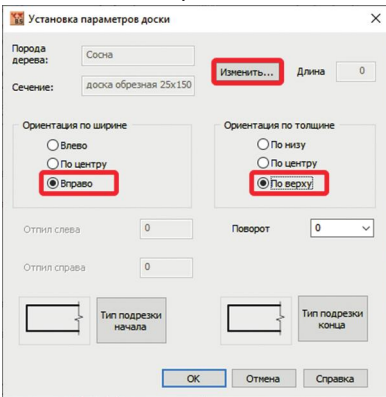 Установка параметров доски
Порода дерева:
Сосна
Изменить...
Длина
0
Сечение:
доска обрезная 25х150
Ориентация по ширине
Влево
По центру
Вправо
Ориентация по толщине
По низу
По центру
По верху
Отпил слева
0
Поворот
0
Отпил справа
0
Тип подрезки
начала
Тип подрезки
конца
ОК
Отмена
Справка